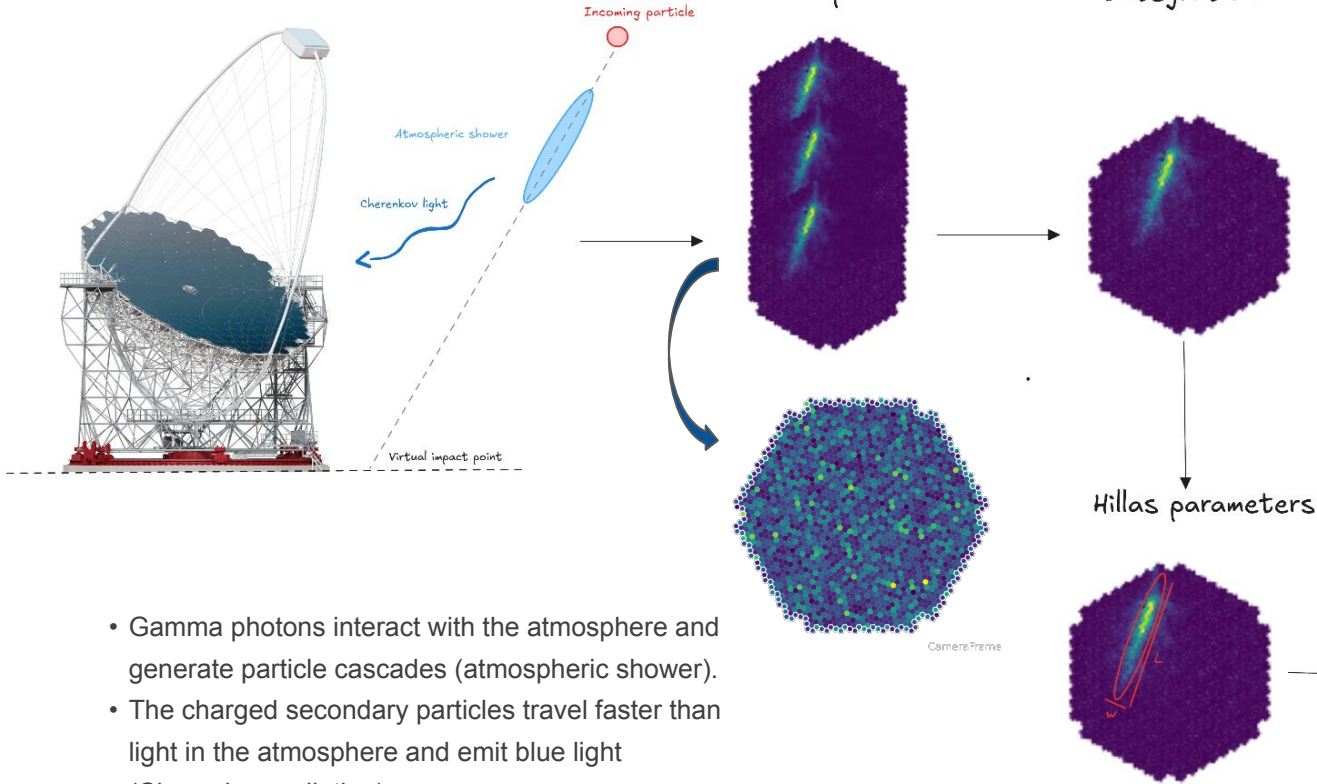 Incoming particle
Atmospheric shower
Cherenkov light
Virtual impact point
CameraFrame
Hillas parameters
L
w
• Gamma photons interact with the atmosphere and
generate particle cascades (atmospheric shower).
• The charged secondary particles travel faster than
light in the atmosphere and emit blue light